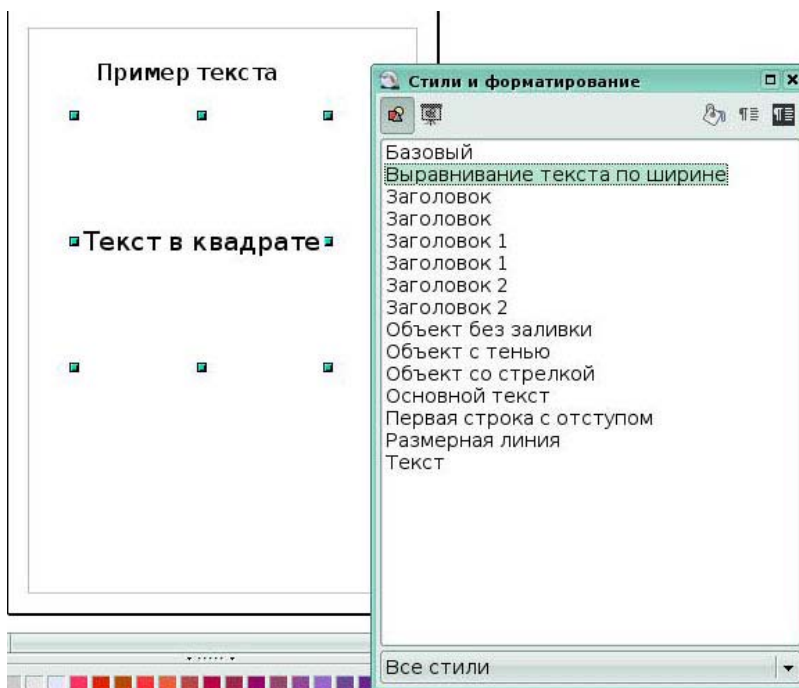 Пример текста
Текст в квадрате
Стили и форматирование
Базовый
Выравнивание текста по ширине
Заголовок
Заголовок
Заголовок 1
Заголовок 1
Заголовок 2
Заголовок 2
Объект без заливки
Объект с тенью
Объект со стрелкой
Основной текст
Первая строка с отступом
Размерная линия
Текст
Все стили